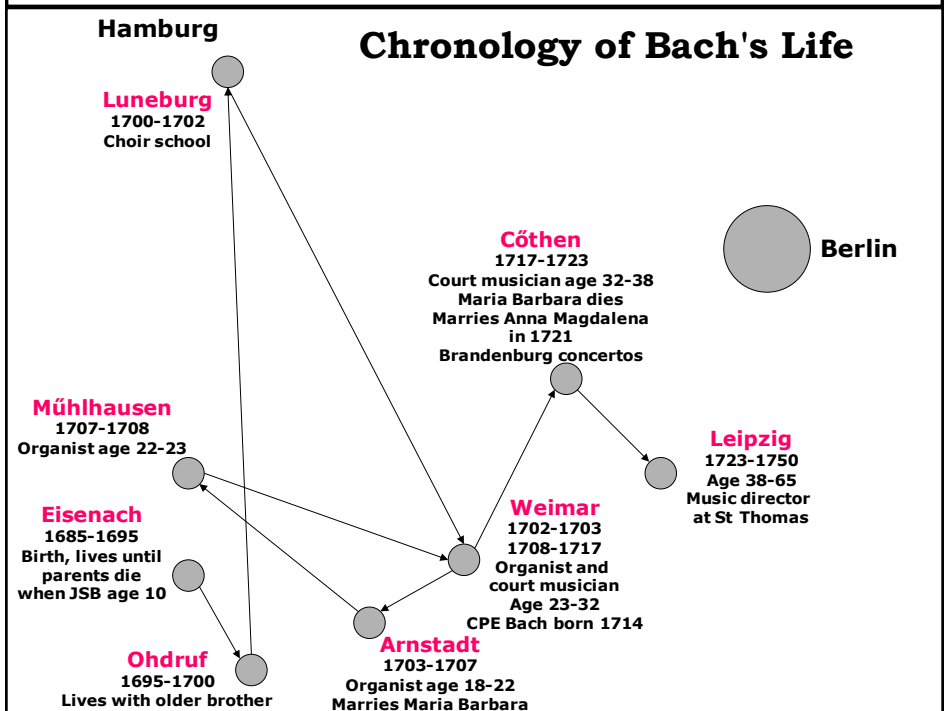 Hamburg
Chronology of Bach's Life
Luneburg
1700-1702
Choir school
Berlin
Cőthen
1717-1723
Court musician age 32-38
Maria Barbara dies
Marries Anna Magdalena
in 1721
Brandenburg concertos
Műhlhausen
1707-1708
Organist age 22-23
Leipzig
1723-1750
Age 38-65
Music director
at St Thomas
Eisenach
1685-1695
Birth, lives until
parents die
when JSB age 10
Weimar
1702-1703
1708-1717
Organist and
court musician
Age 23-32
CPE Bach born 1714
Ohdruf
1695-1700
Lives with older brother
Arnstadt
1703-1707
Organist age 18-22
Marries Maria Barbara